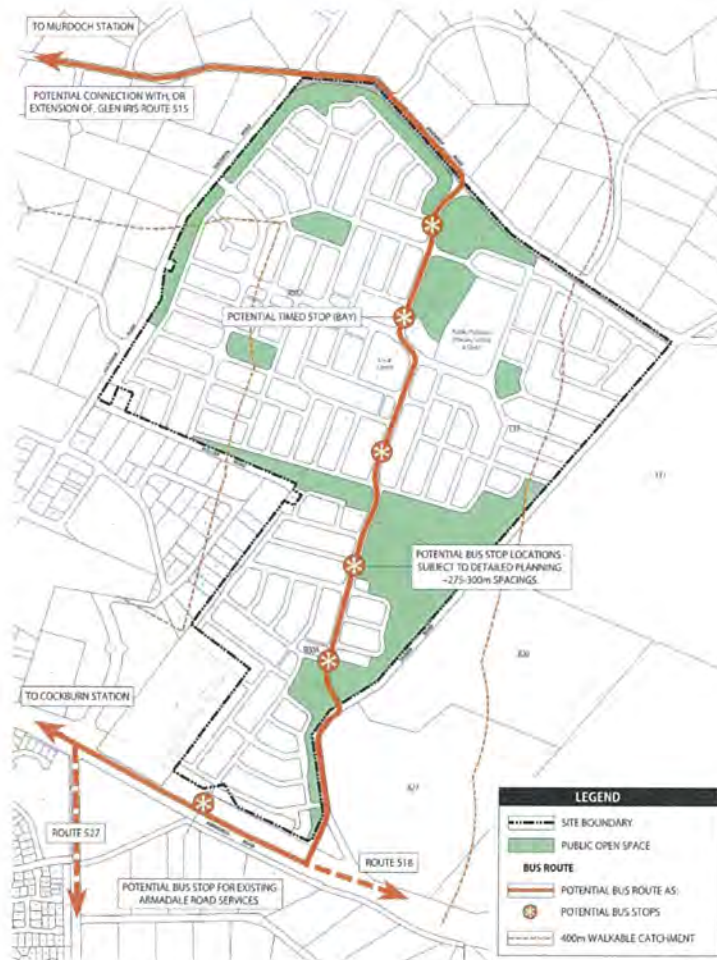 TO MURDOCH STATION
POTENTIAL CONNECTION WITH, OR
EXTENSION OF, GLEN IRIS ROUTE 515
POTENTIAL TIMED STOP (BAY)
POTENTIAL BUS STOP LOCATIONS -
SUBJECT TO DETAILED PLANNING
~275-300m SPACINGS.
TO COCKBURN STATION
ROUTE 527
ROUTE 518
POTENTIAL BUS STOP FOR EXISTING
ARMADALE ROAD SERVICES
ARMADALE ROAD
LEGEND
SITE BOUNDARY
PUBLIC OPEN SPACE
BUS ROUTE
POTENTIAL BUS ROUTE AS:
POTENTIAL BUS STOPS
400m WALKABLE CATCHMENT